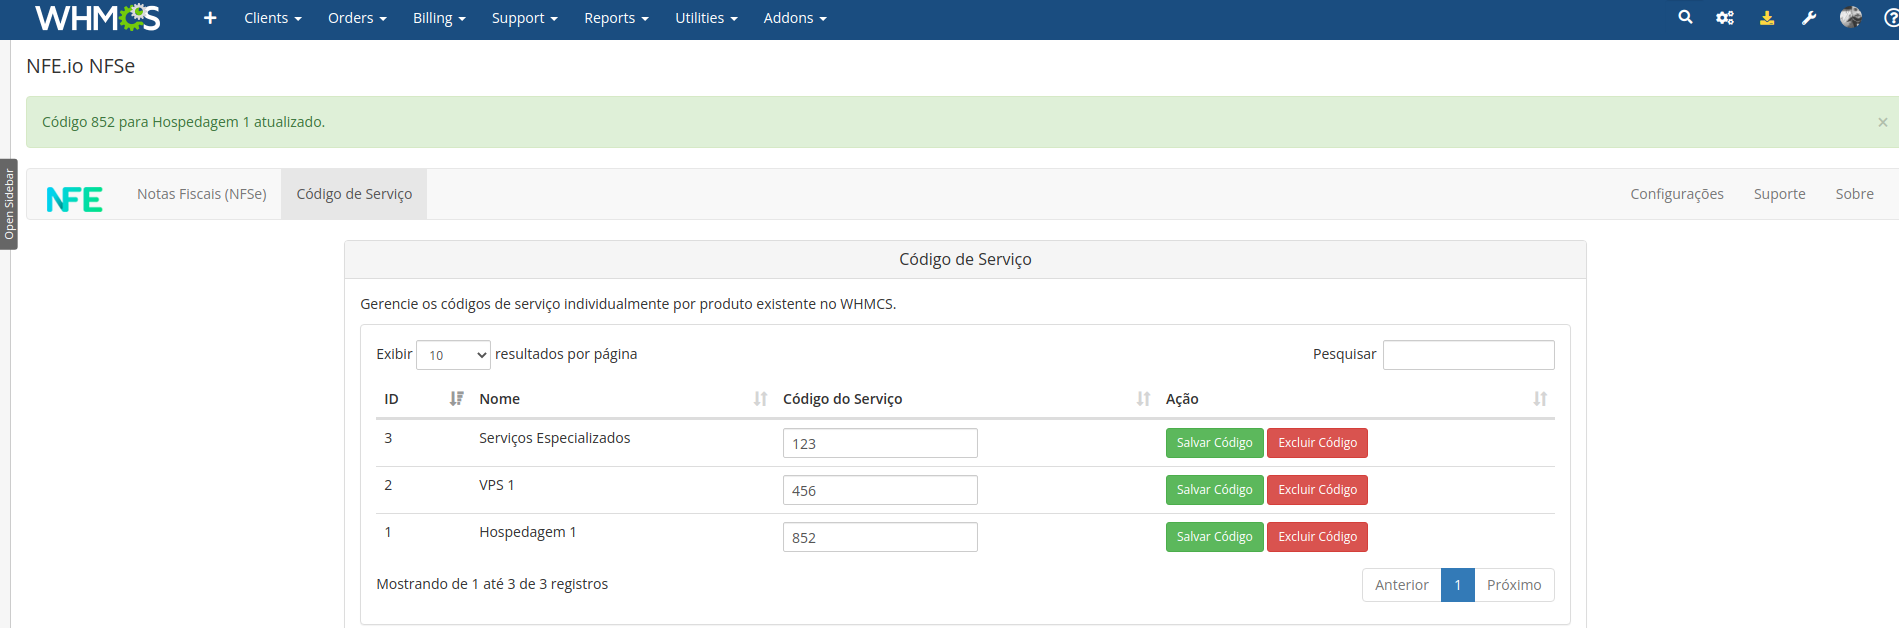 WHMCS + Clients Orders Billing Support Reports Utilities Addons ?
NFE.io NFSe
Código 852 para Hospedagem 1 atualizado. ×
Open Sidebar
NFE Notas Fiscais (NFSe) Código de Serviço Configurações Suporte Sobre
Código de Serviço
Gerencie os códigos de serviço individualmente por produto existente no WHMCS.
Exibir 10 resultados por página Pesquisar
ID Nome Código do Serviço Ação
3 Serviços Especializados 123 Salvar Código Excluir Código
2 VPS 1 456 Salvar Código Excluir Código
1 Hospedagem 1 852 Salvar Código Excluir Código
Mostrando de 1 até 3 de 3 registros Anterior 1 Próximo